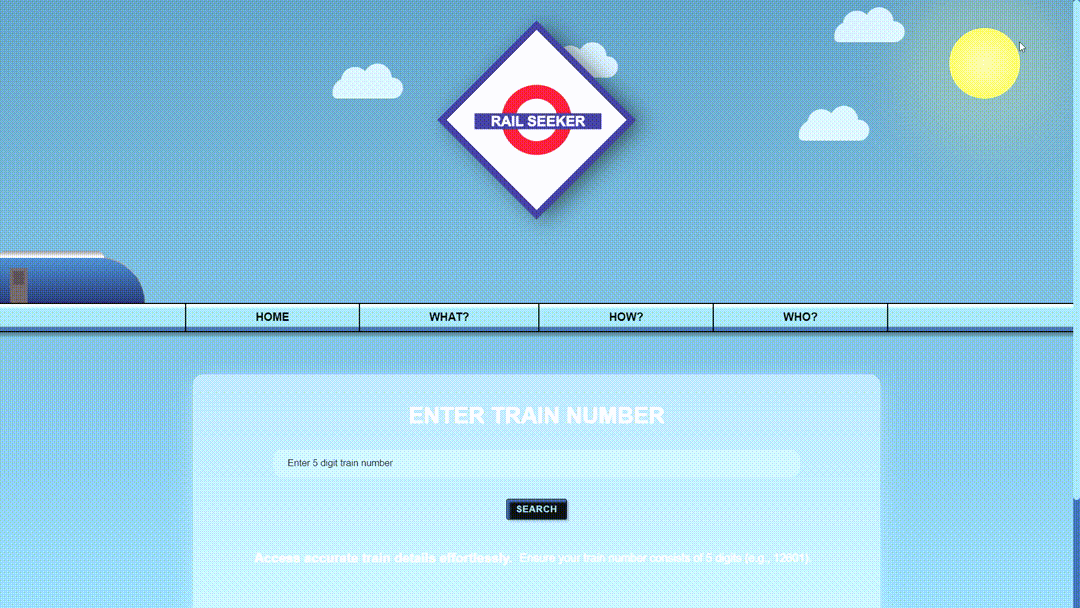 RAIL SEEKER
HOME WHAT? HOW? WHO?
ENTER TRAIN NUMBER
Enter 5 digit train number
SEARCH
Access accurate train details effortlessly. Ensure your train number consists of 5 digits (e.g., 12601).